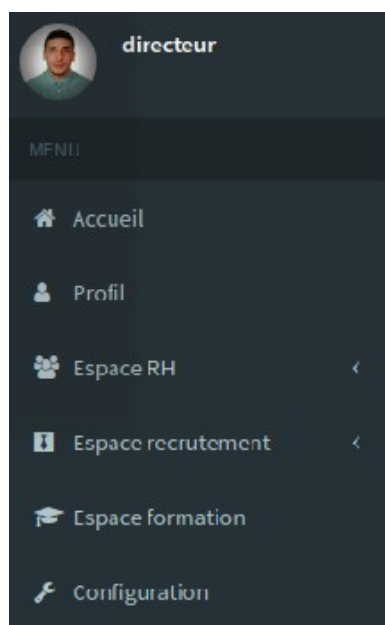 directeur
MENU
Accueil
Profil
Espace RH
Espace recrutement
Espace formation
Configuration